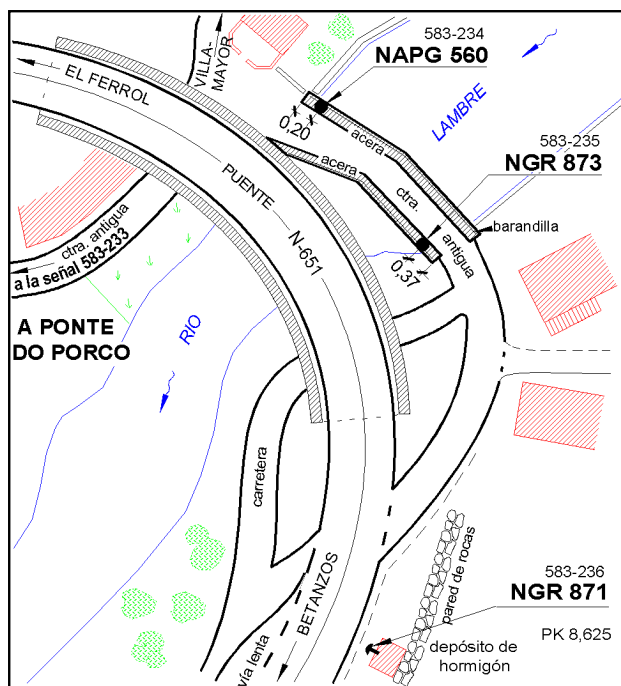 583-234
NAPG 560
VILLA-
MAYOR
EL FERROL
LAMBRE
0,20
acera
acera
583-235
NGR 873
ctra.
antigua
barandilla
PUENTE
N-651
0,37
ctra. antigua
a la señal 583-233
A PONTE
DO PORCO
RIO
carretera
BETANZOS
vía lenta
pared de rocas
583-236
NGR 871
PK 8,625
depósito de
hormigón